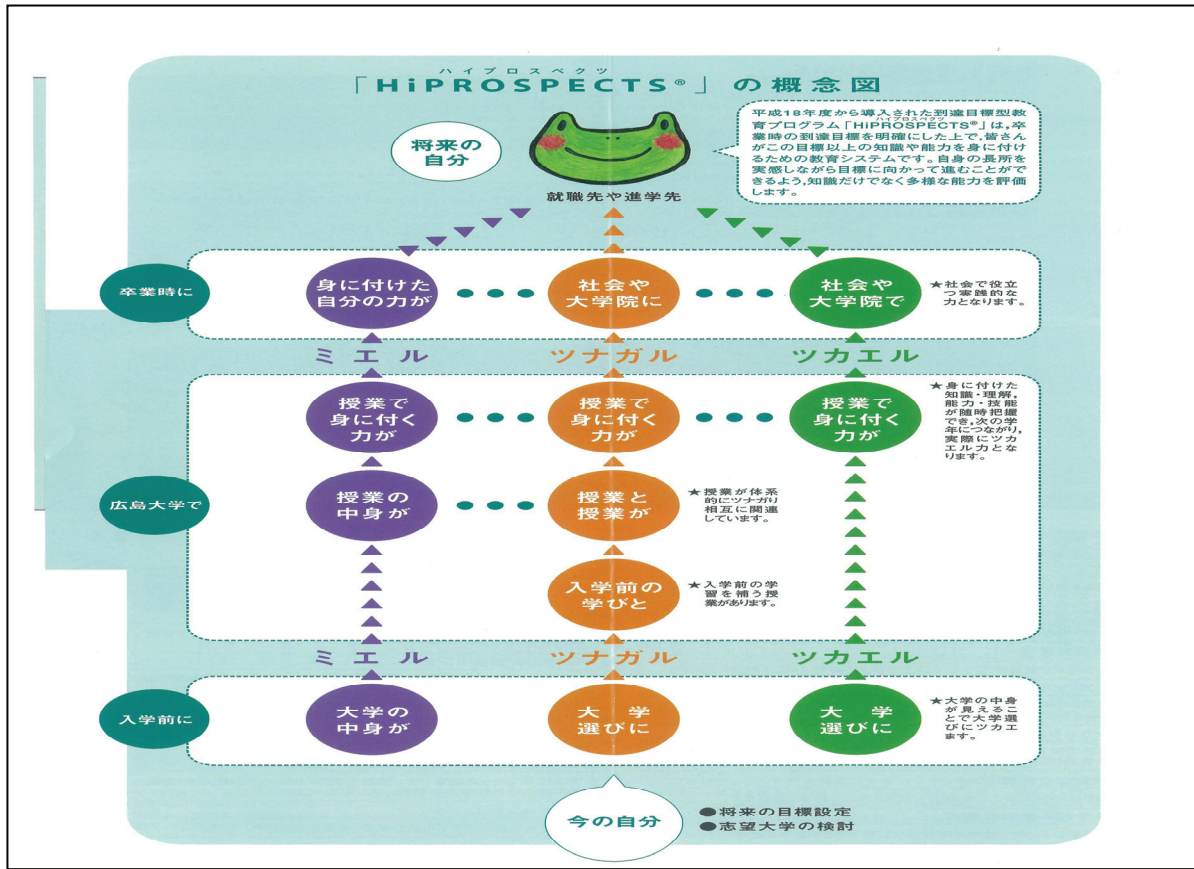 ハイプロスペクツ
「HiPROSPECTS®」の概念図
将来の
自分
平成18年度から導入された到達目標型教
育プログラム「HiPROSPECTS®」は,卒
ハイプロスペクツ
業時の到達目標を明確にした上で,皆さん
がこの目標以上の知識や能力を身に付け
るための教育システムです。自身の長所を
実感しながら目標に向かって進むことがで
きるよう,知識だけでなく多様な能力を評価
します。
就職先や進学先
卒業時に
身に付けた
自分の力が
社会や
大学院に
社会や
大学院で
★社会で役立
つ実践的な
力となります。
ミエル
ツナガル
ツカエル
広島大学で
授業で
身に付く
力が
授業で
身に付く
力が
授業で
身に付く
力が
★身に付けた
知識・理解,
能力・技能
が随時把握
でき,次の学
年につながり,
実際にツカ
エル力とな
ります。
授業の
中身が
授業と
授業が
★授業が体系
的にツナガり
相互に関連
しています。
入学前の
学びと
★入学前の学
習を補う授
業があります。
ミエル
ツナガル
ツカエル
入学前に
大学の
中身が
大学
選びに
大学
選びに
★大学の中身
が見えるこ
とで大学選
びにツカエ
ます。
今の自分
●将来の目標設定
●志望大学の検討